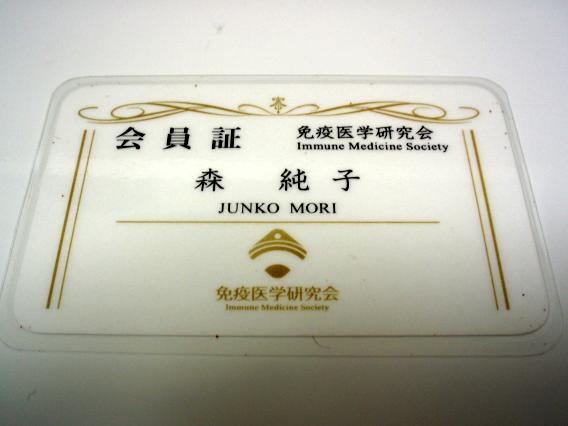 会員証 免疫医学研究会
Immune Medicine Society
森 純子
JUNKO MORI
免疫医学研究会
Immune Medicine Society